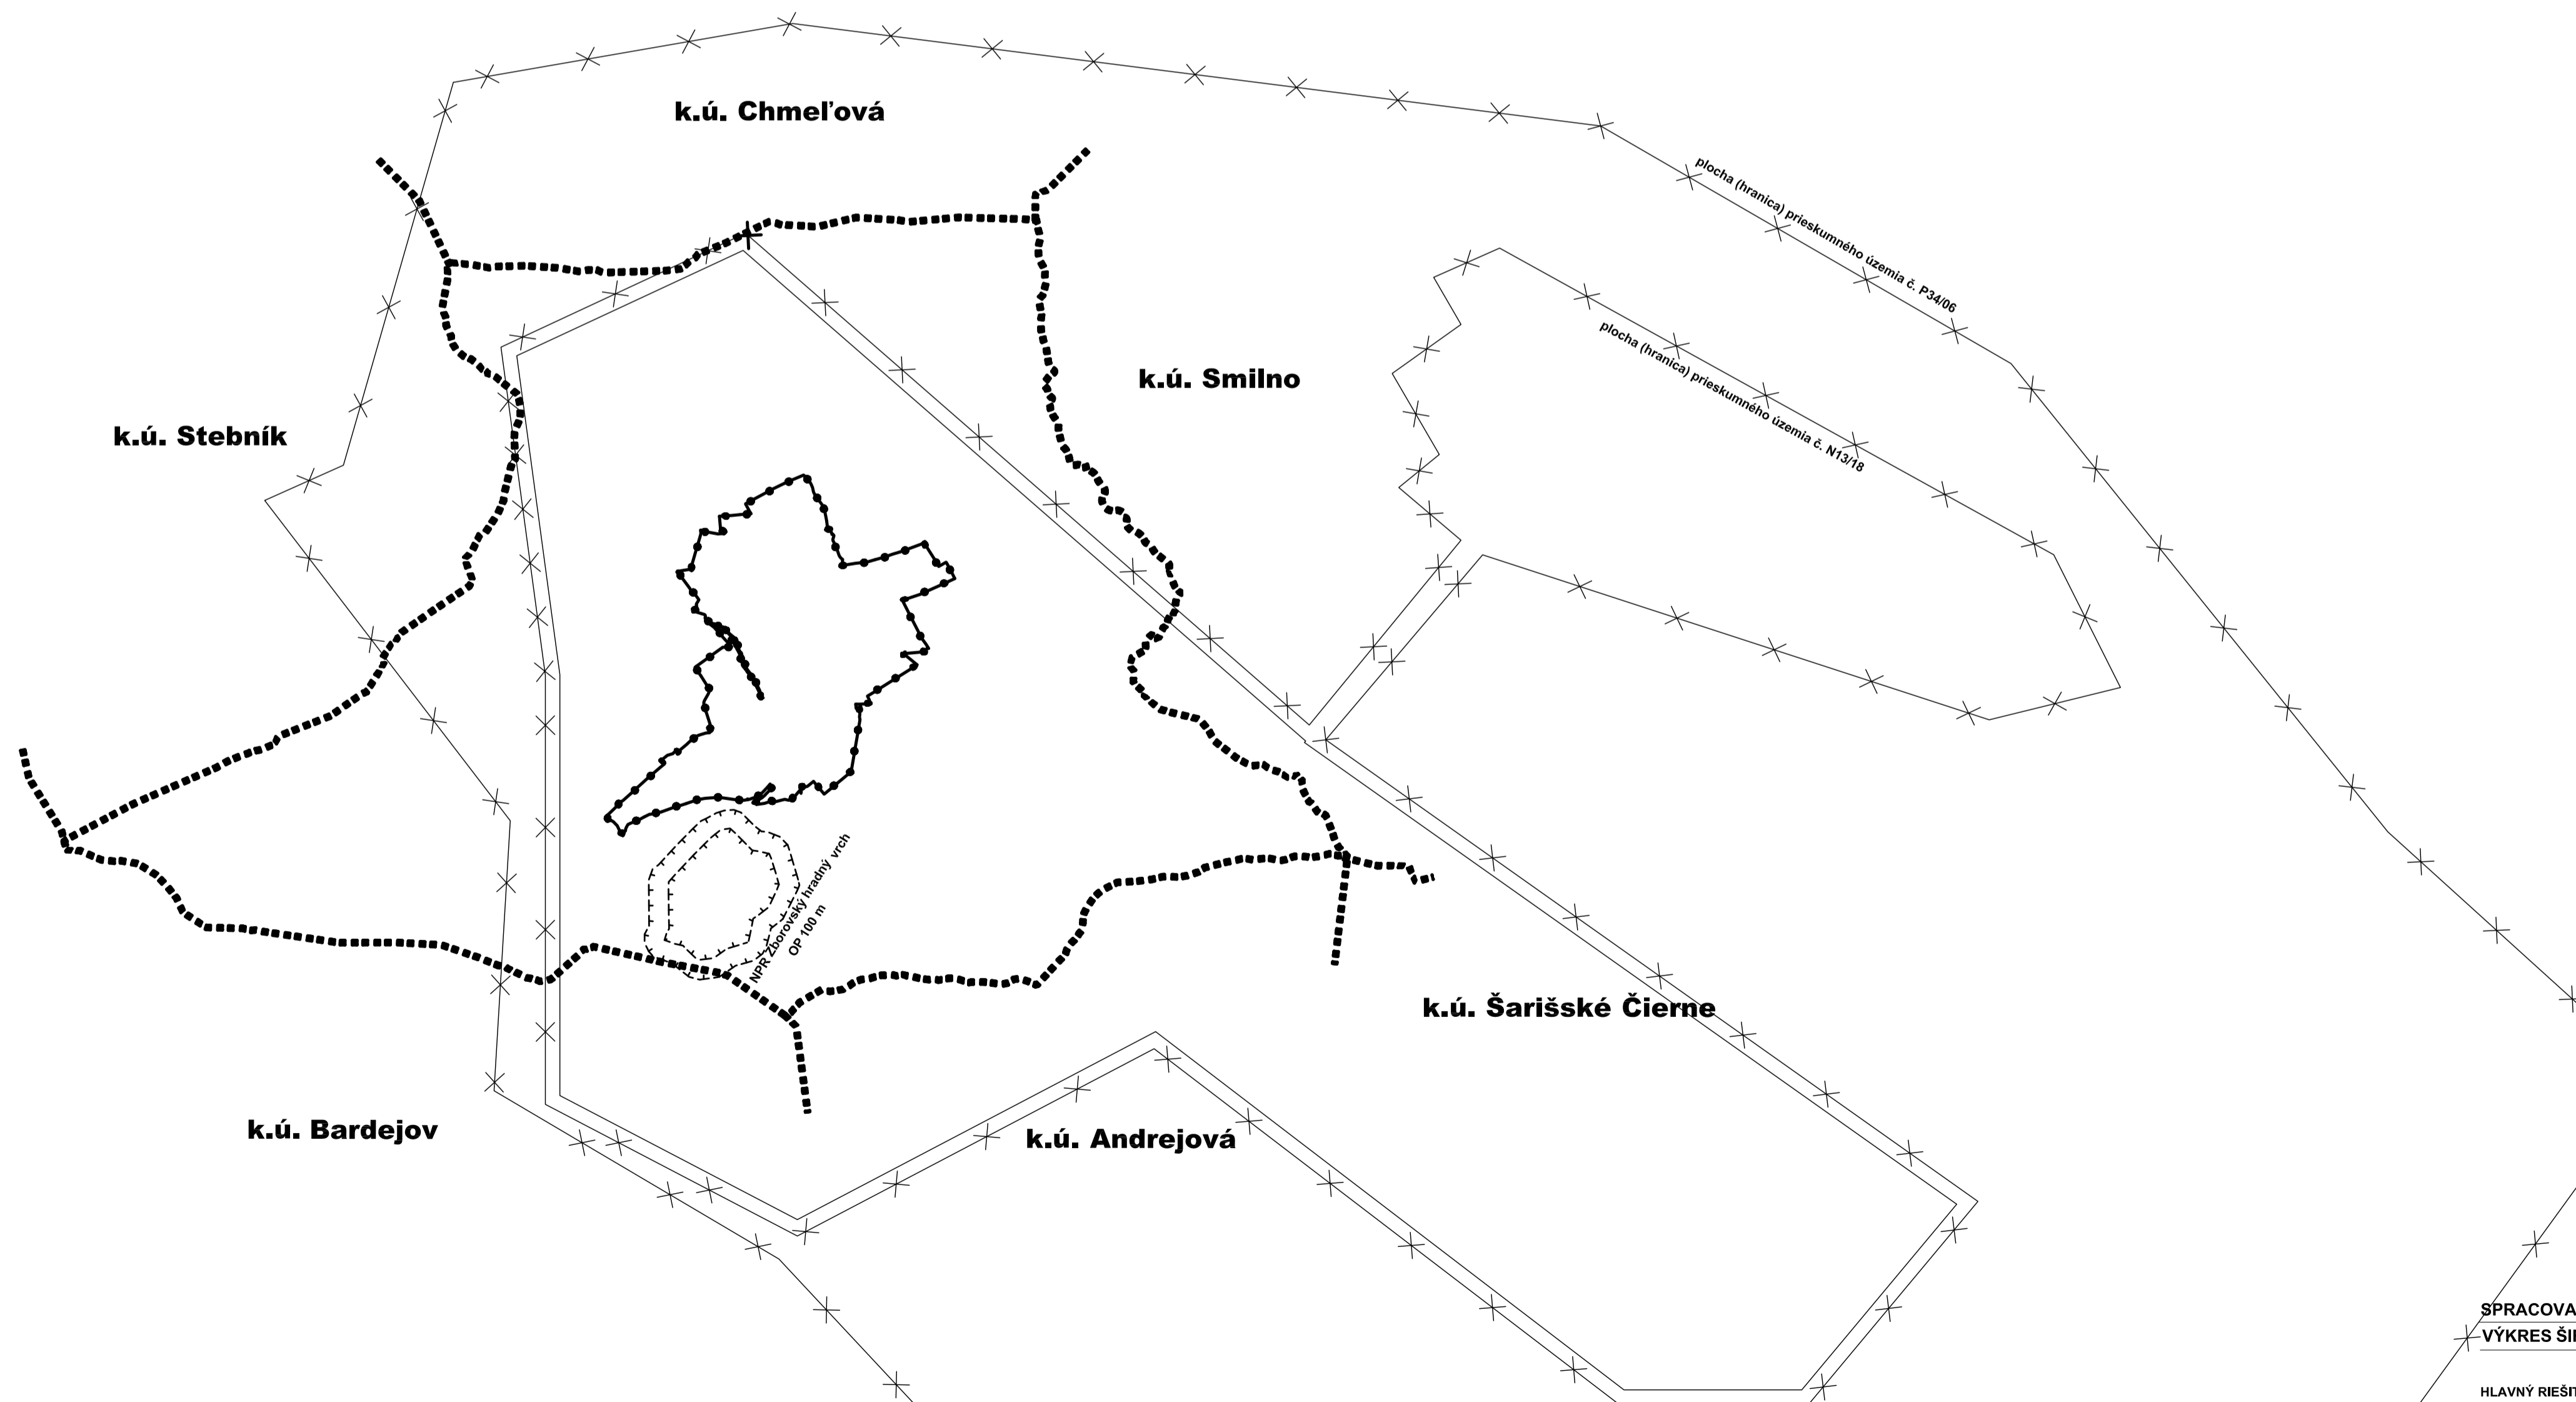 k.ú. Chmeľová
plocha (hranica) prieskumného územia č. P34/06
plocha (hranica) prieskumného územia č. N13/18
k.ú. Smilno
k.ú. Stebník
NPR Zborovský hradný vrch
OP 100 m
k.ú. Šarišské Čierne
k.ú. Bardejov
k.ú. Andrejová
SPRACOVA
VÝKRES ŠI
HLAVNÝ RIEŠIT